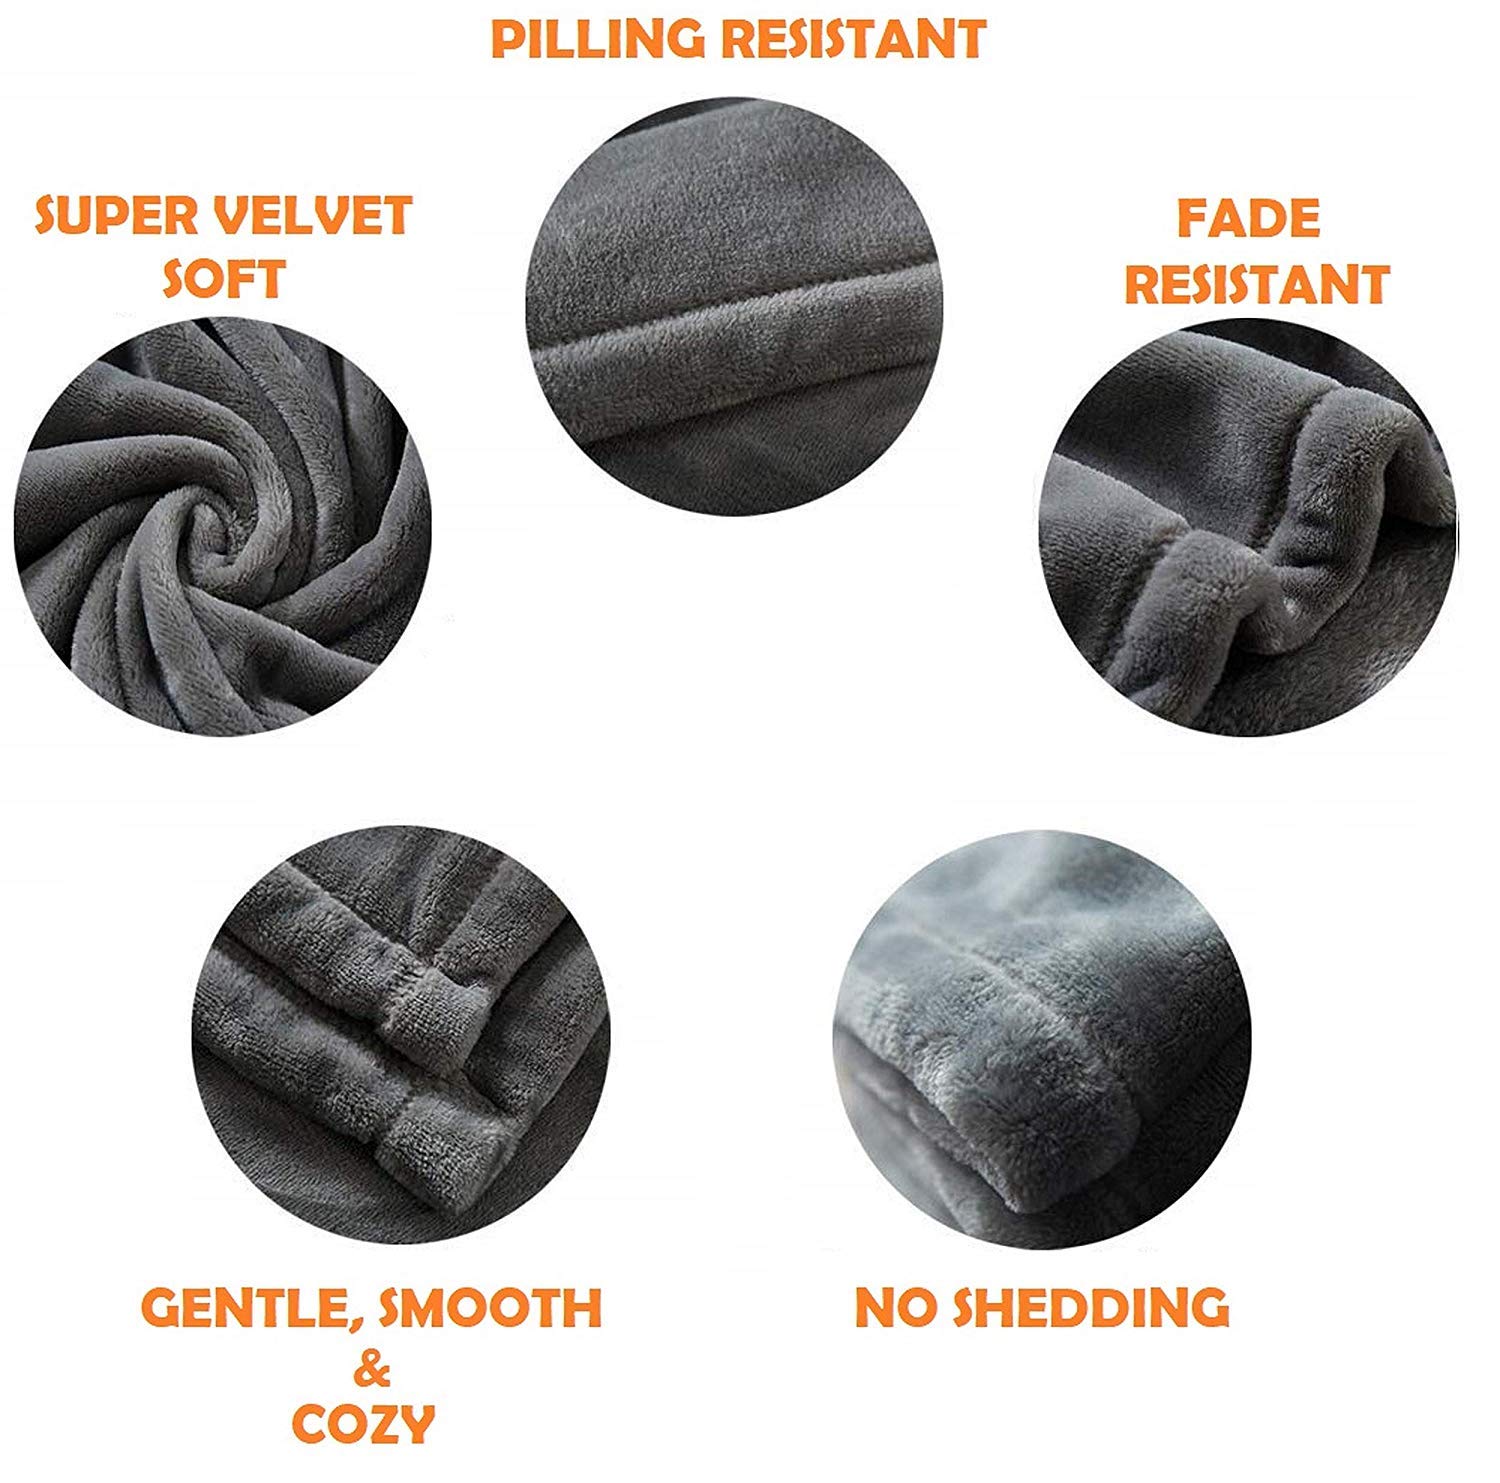 PILLING RESISTANT
SUPER VELVET
SOFT
FADE
RESISTANT
GENTLE, SMOOTH
&
COZY
NO SHEDDING